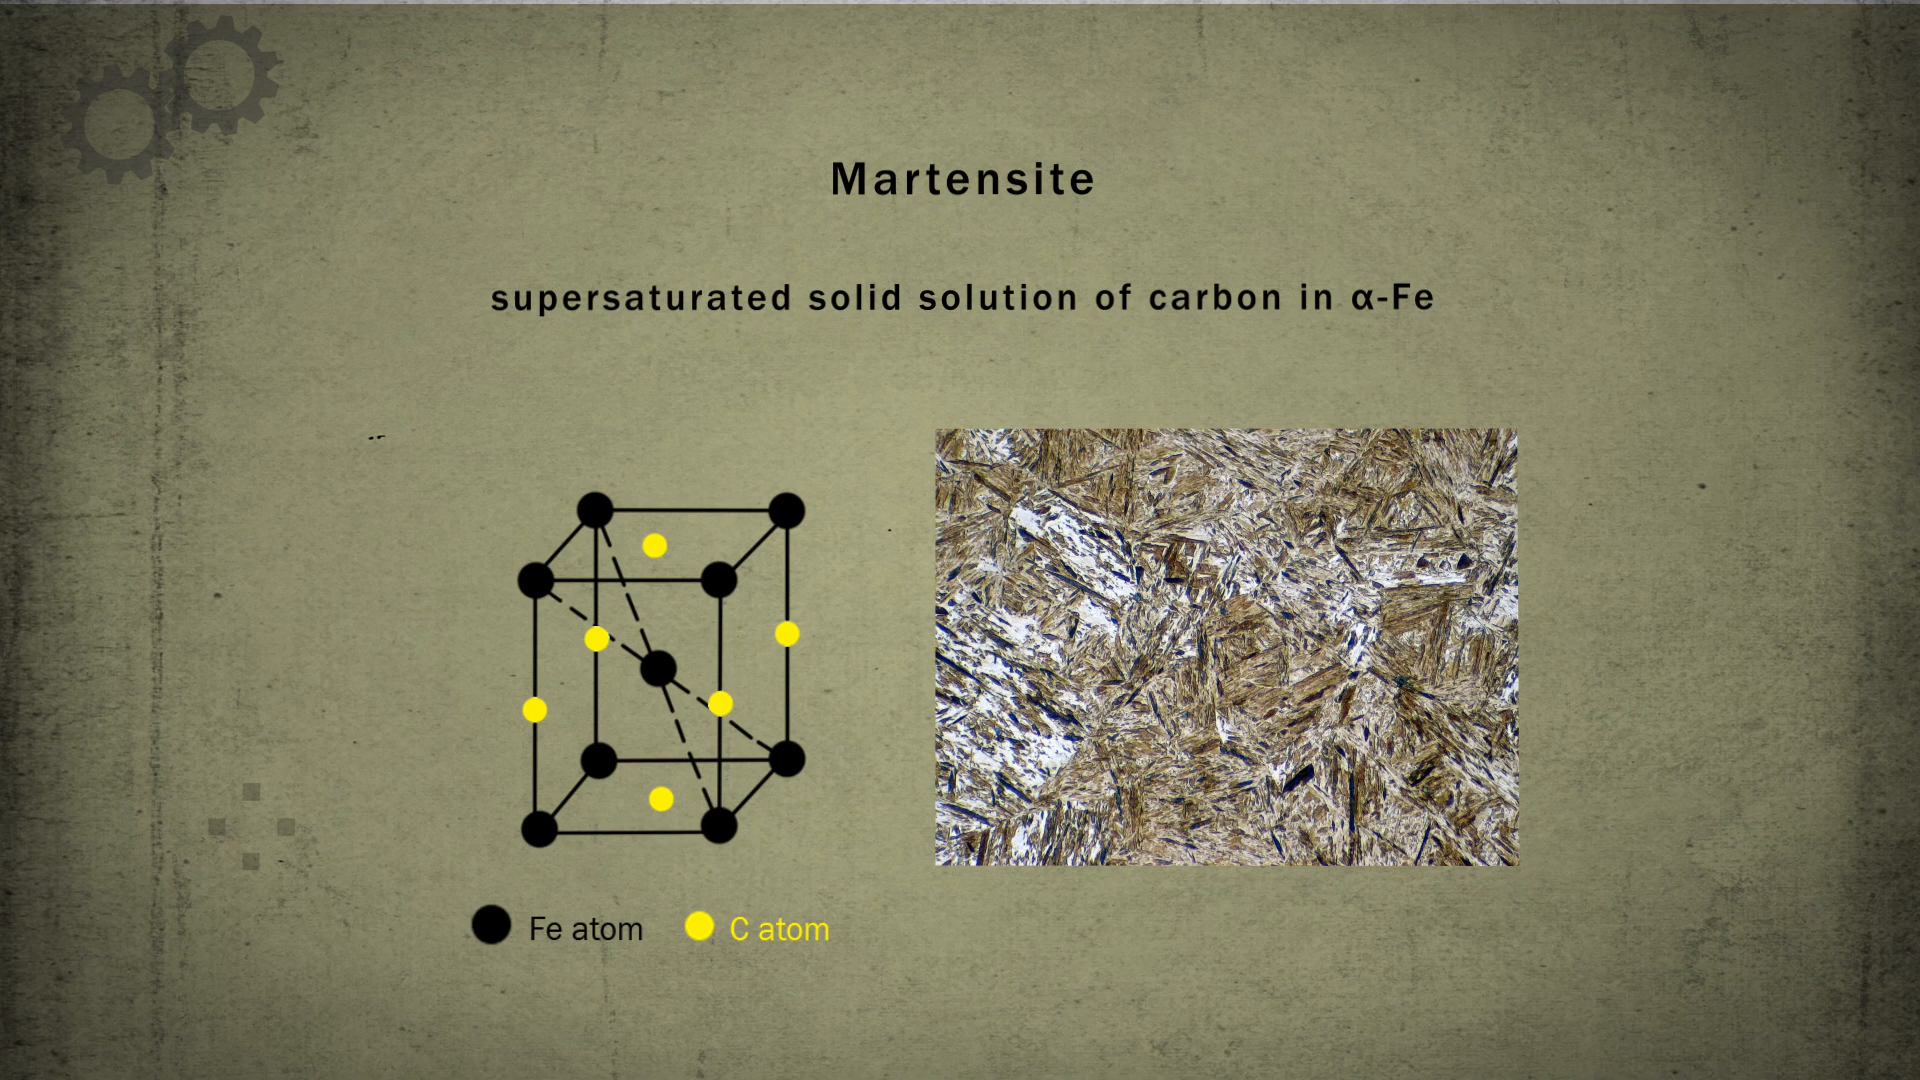 Martensite
supersaturated solid solution of carbon in α-Fe
Fe atom C atom